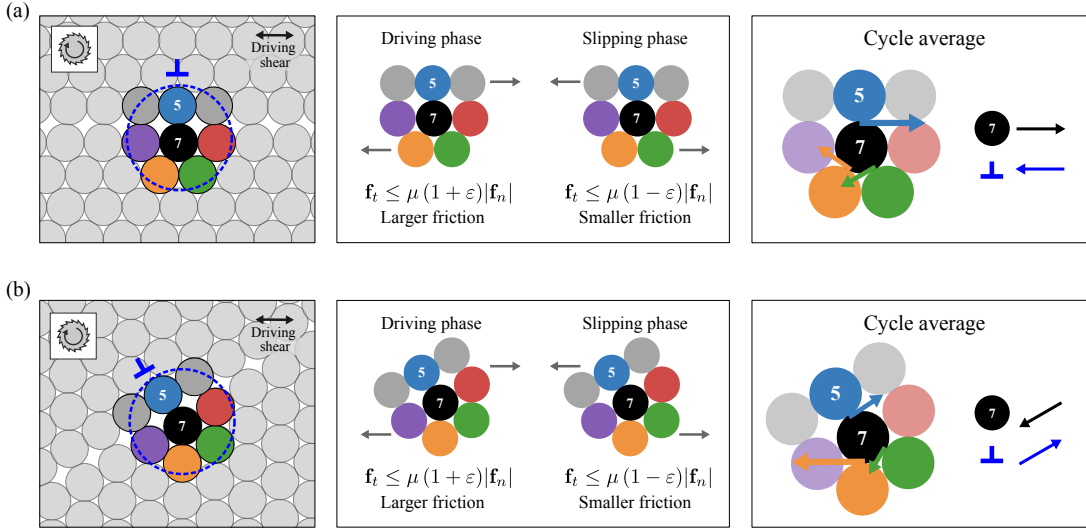 (a)
Driving
shear
5
7
Driving phase
Slipping phase
5
7
5
7
f_t ≤ μ (1 + ε)|f_n|
f_t ≤ μ (1 − ε)|f_n|
Larger friction
Smaller friction
Cycle average
5
7
7
(b)
Driving
shear
5
7
Driving phase
Slipping phase
5
7
5
7
f_t ≤ μ (1 + ε)|f_n|
f_t ≤ μ (1 − ε)|f_n|
Larger friction
Smaller friction
Cycle average
5
7
7